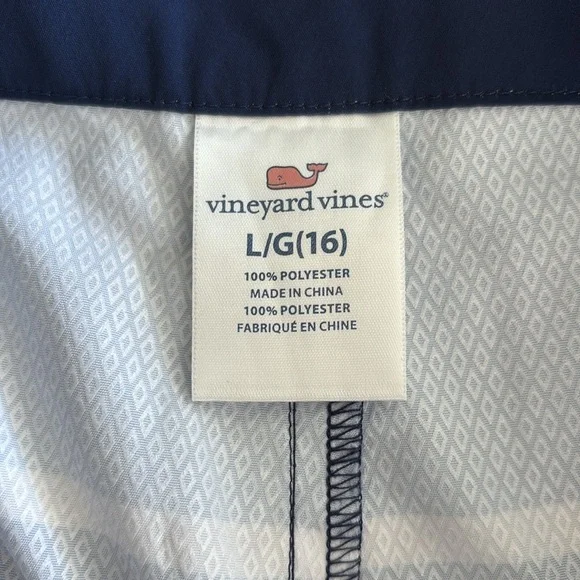 vineyard vines®
L/G(16)
100% POLYESTER
MADE IN CHINA
100% POLYESTER
FABRIQUÉ EN CHINE